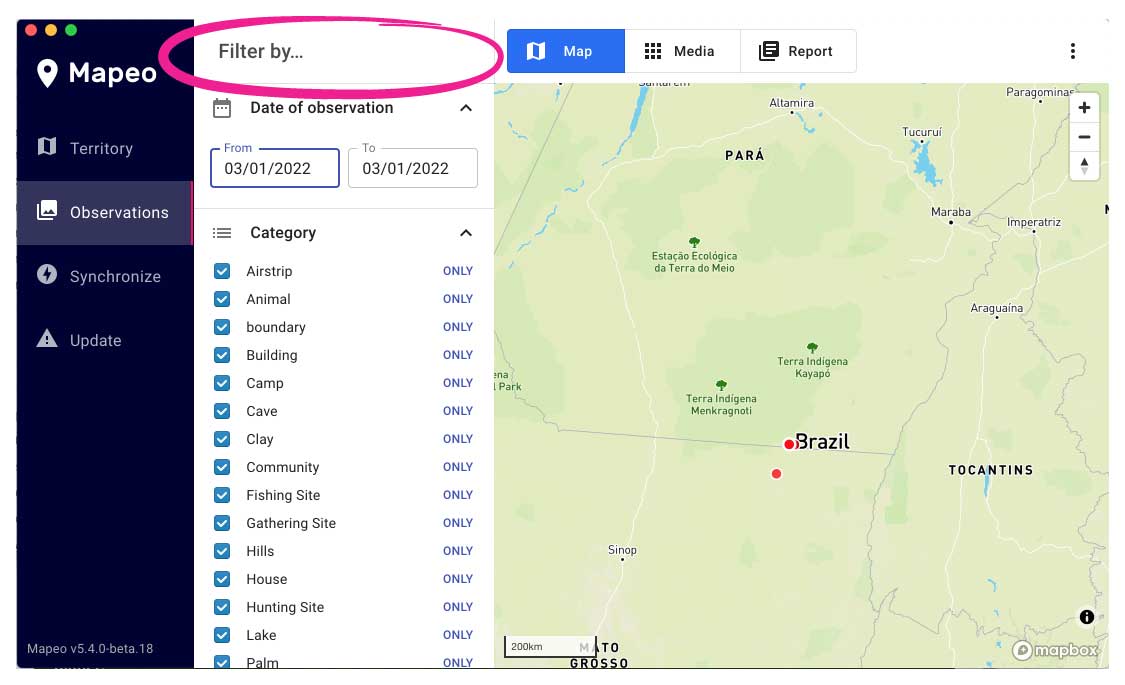 Mapeo
Territory
Observations
Synchronize
Update
Mapeo v5.4.0-beta.18
Filter by...
Date of observation
From
03/01/2022
To
03/01/2022
Category
Airstrip ONLY
Animal ONLY
boundary ONLY
Building ONLY
Camp ONLY
Cave ONLY
Clay ONLY
Community ONLY
Fishing Site ONLY
Gathering Site ONLY
Hills ONLY
House ONLY
Hunting Site ONLY
Lake ONLY
Palm ONLY
Map
Media
Report
Santarém
Altamira
Paragominas
Tucuruí
PARÁ
Maraba
Imperatriz
Estação Ecológica
da Terra do Meio
Araguaína
Terra Indígena
Kayapó
Terra Indígena
Menkragnoti
l Park
Brazil
TOCANTINS
Sinop
200km
MATO
GROSSO
mapbox